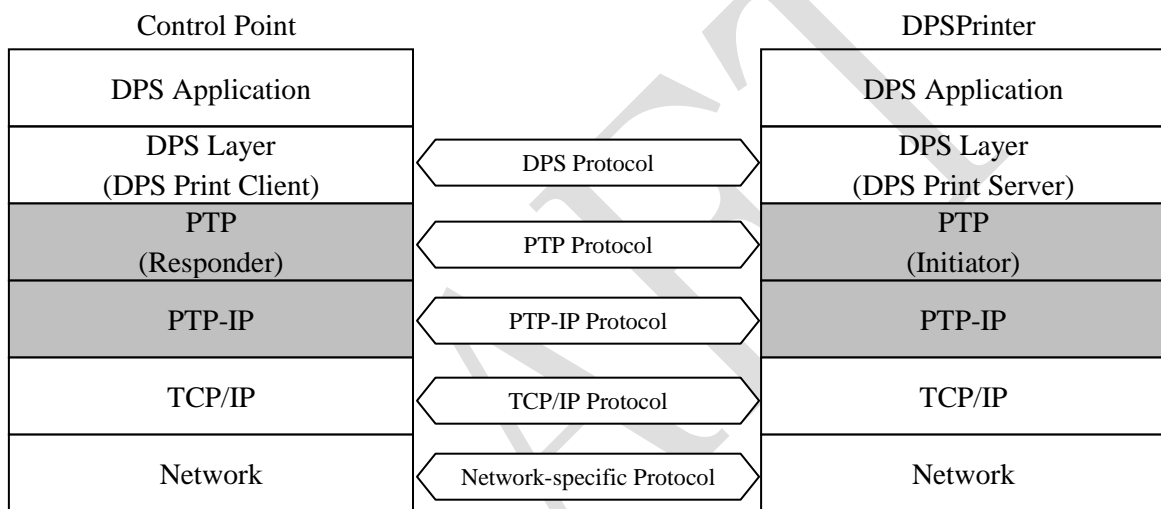 Control Point
DPSPrinter
DPS Application
DPS Application
DPS Layer
(DPS Print Client)
DPS Protocol
DPS Layer
(DPS Print Server)
PTP
(Responder)
PTP Protocol
PTP
(Initiator)
PTP-IP
PTP-IP Protocol
PTP-IP
TCP/IP
TCP/IP Protocol
TCP/IP
Network
Network-specific Protocol
Network